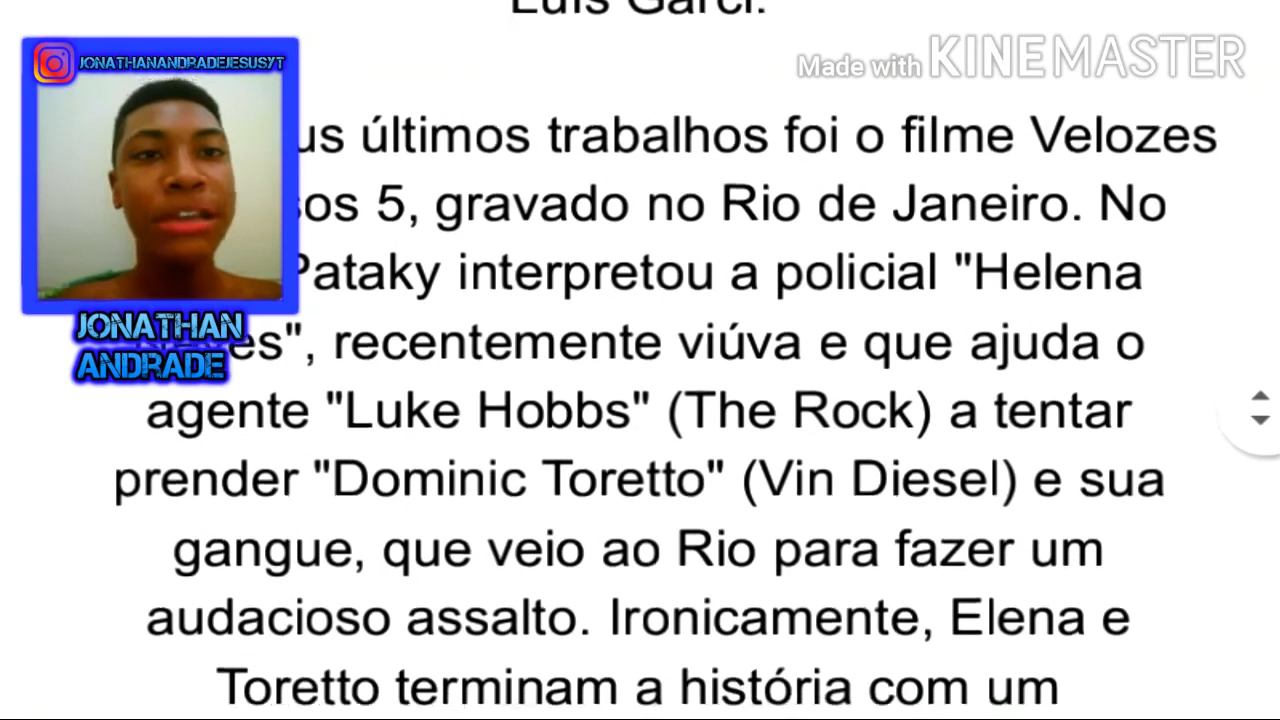 Luis Garci.
JONATHANANDRADEJESUSYT
Made with KINEMASTER
últimos trabalhos foi o filme Velozes
5, gravado no Rio de Janeiro. No
Pataky interpretou a policial "Helena
", recentemente viúva e que ajuda o
JONATHAN
ANDRADE
agente "Luke Hobbs" (The Rock) a tentar
prender "Dominic Toretto" (Vin Diesel) e sua
gangue, que veio ao Rio para fazer um
audacioso assalto. Ironicamente, Elena e
Toretto terminam a história com um